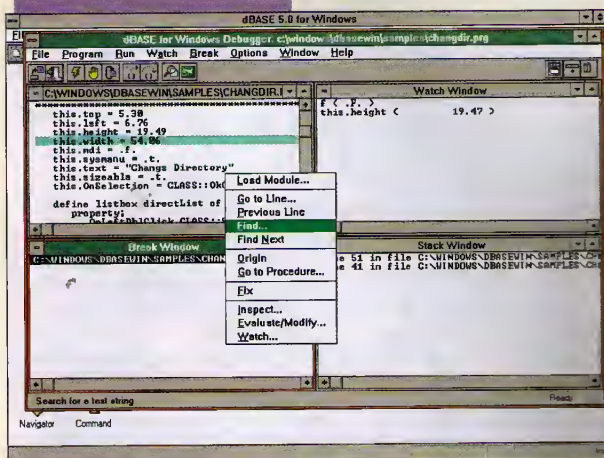 dBASE 5.0 for Windows
dBASE for Windows Debugger: c:\window \dbasewin\samples\changdir.prg
File Program Run Watch Break Options Window Help
C:\WINDOWS\DBASEWIN\SAMPLES\CHANGDIR.
this.top = 5.30
this.left = 6.76
this.height = 19.49
this.width = 54.06
this.mdi = .f.
this.sysmenu = .t.
this.text = "Change Directory"
this.sizeable = .t.
this.OnSelection = CLASS::OkC
define listbox directList of
property;
OnLeftDblClick CLASS::
Watch Window
f ( .F. )
this.height ( 19.47 )
Load Module...
Go to Line...
Previous Line
Find...
Find Next
Origin
Go to Procedure...
Fix
Inspect...
Evaluate/Modify...
Watch...
Break Window
C:\WINDOWS\DBASEWIN\SAMPLES\CHAN
Stack Window
51 in file C:\WINDOWS\DBASEWIN\SAMPLES\
41 in file C:\WINDOWS\DBASEWIN\SAMPLES\
Search for a text string
Ready
Navigator Command